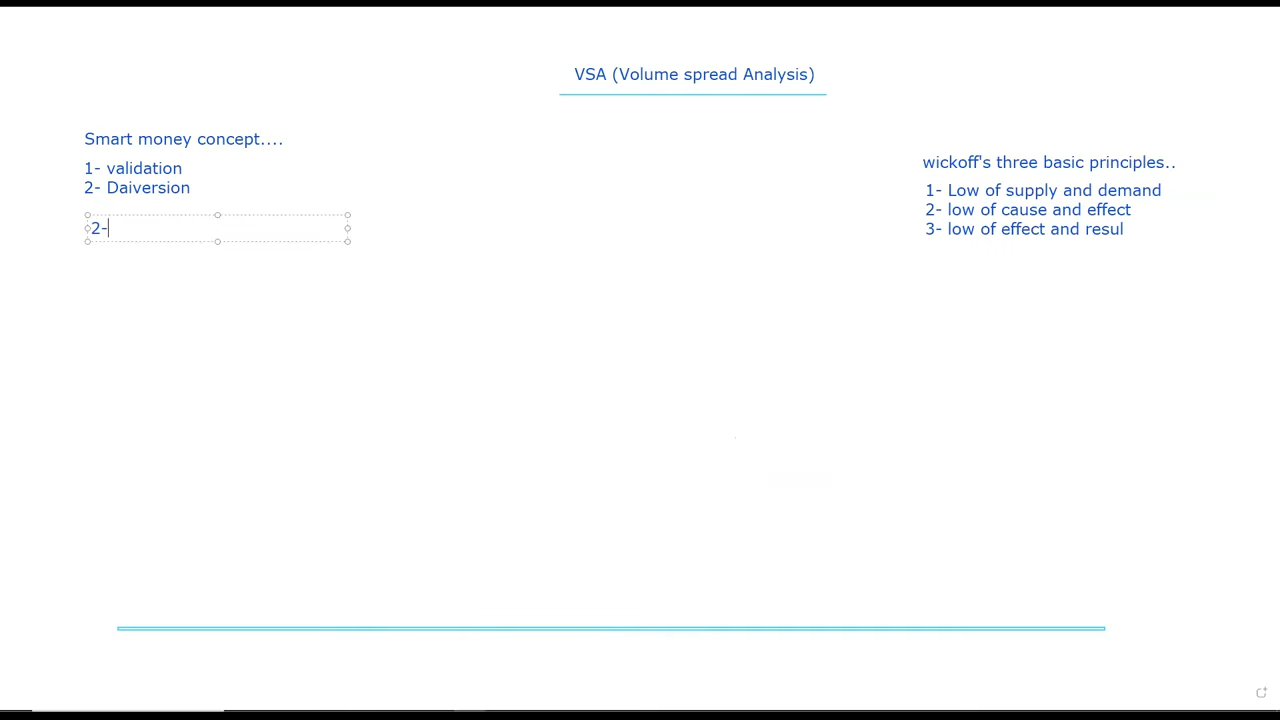 VSA (Volume spread Analysis)
Smart money concept....
1- validation
2- Daiversion
2-
wickoff's three basic principles..
1- Low of supply and demand
2- low of cause and effect
3- low of effect and resul